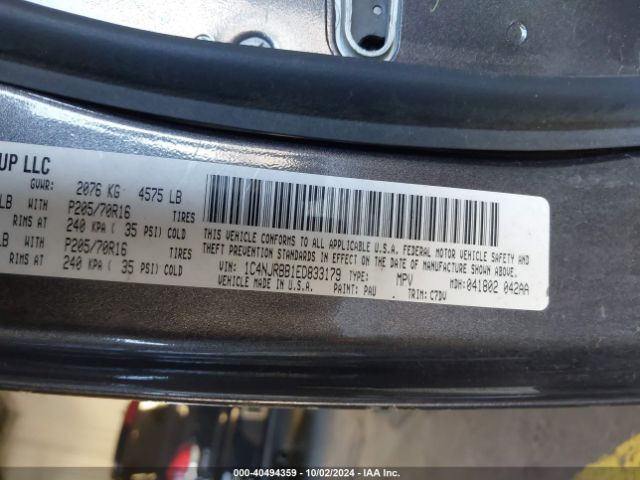 UP LLC
GVWR: 2076 KG 4575 LB
LB WITH P205/70R16 TIRES
RIMS AT 240 KPA ( 35 PSI) COLD
LB WITH P205/70R16 TIRES
RIMS AT 240 KPA ( 35 PSI) COLD
THIS VEHICLE CONFORMS TO ALL APPLICABLE U.S.A. FEDERAL MOTOR VEHICLE SAFETY AND
THEFT PREVENTION STANDARDS IN EFFECT ON THE DATE OF MANUFACTURE SHOWN ABOVE.
VIN: 1C4NJRBB1ED833179 TYPE: MPV MDH: 041802 042AA
VEHICLE MADE IN U.S.A. PAINT: PAU TRIM: C7DV
00-40494359 | 10/02/2024 | IAA Inc.